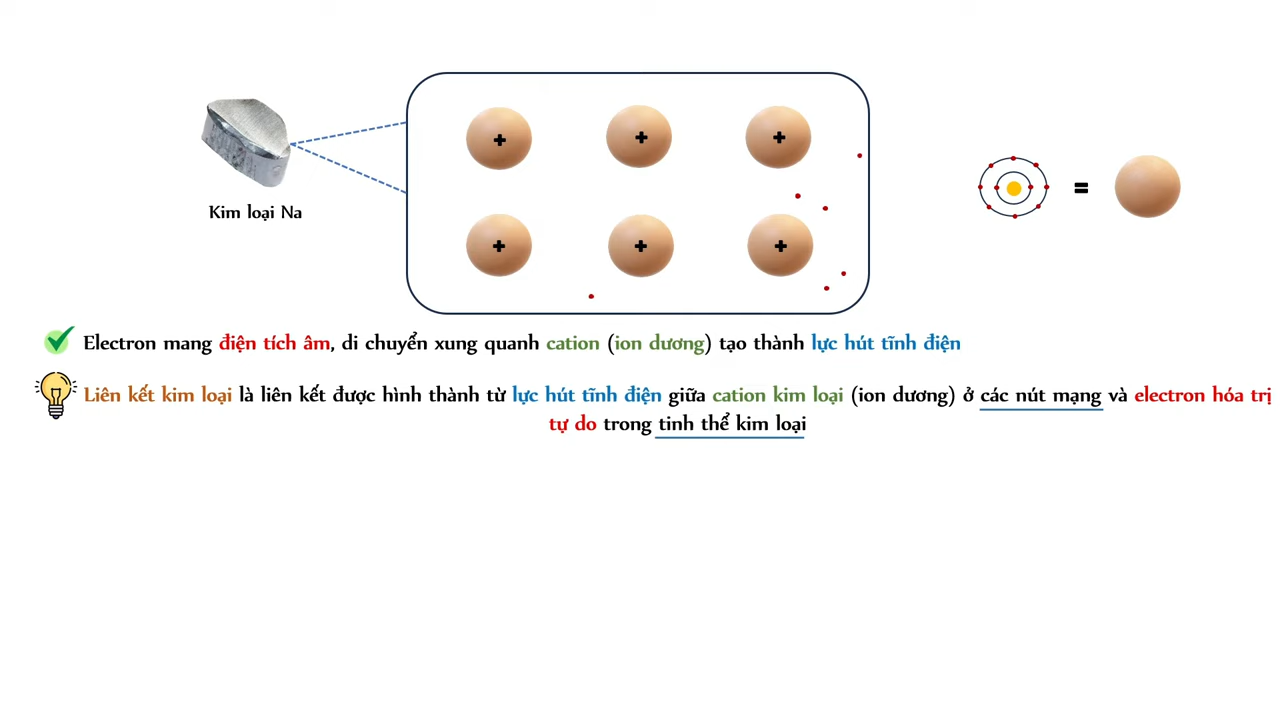 + + +
Kim loại Na
=
+ + +
Electron mang điện tích âm, di chuyển xung quanh cation (ion dương) tạo thành lực hút tĩnh điện
Liên kết kim loại là liên kết được hình thành từ lực hút tĩnh điện giữa cation kim loại (ion dương) ở các nút mạng và electron hóa trị
tự do trong tinh thể kim loại